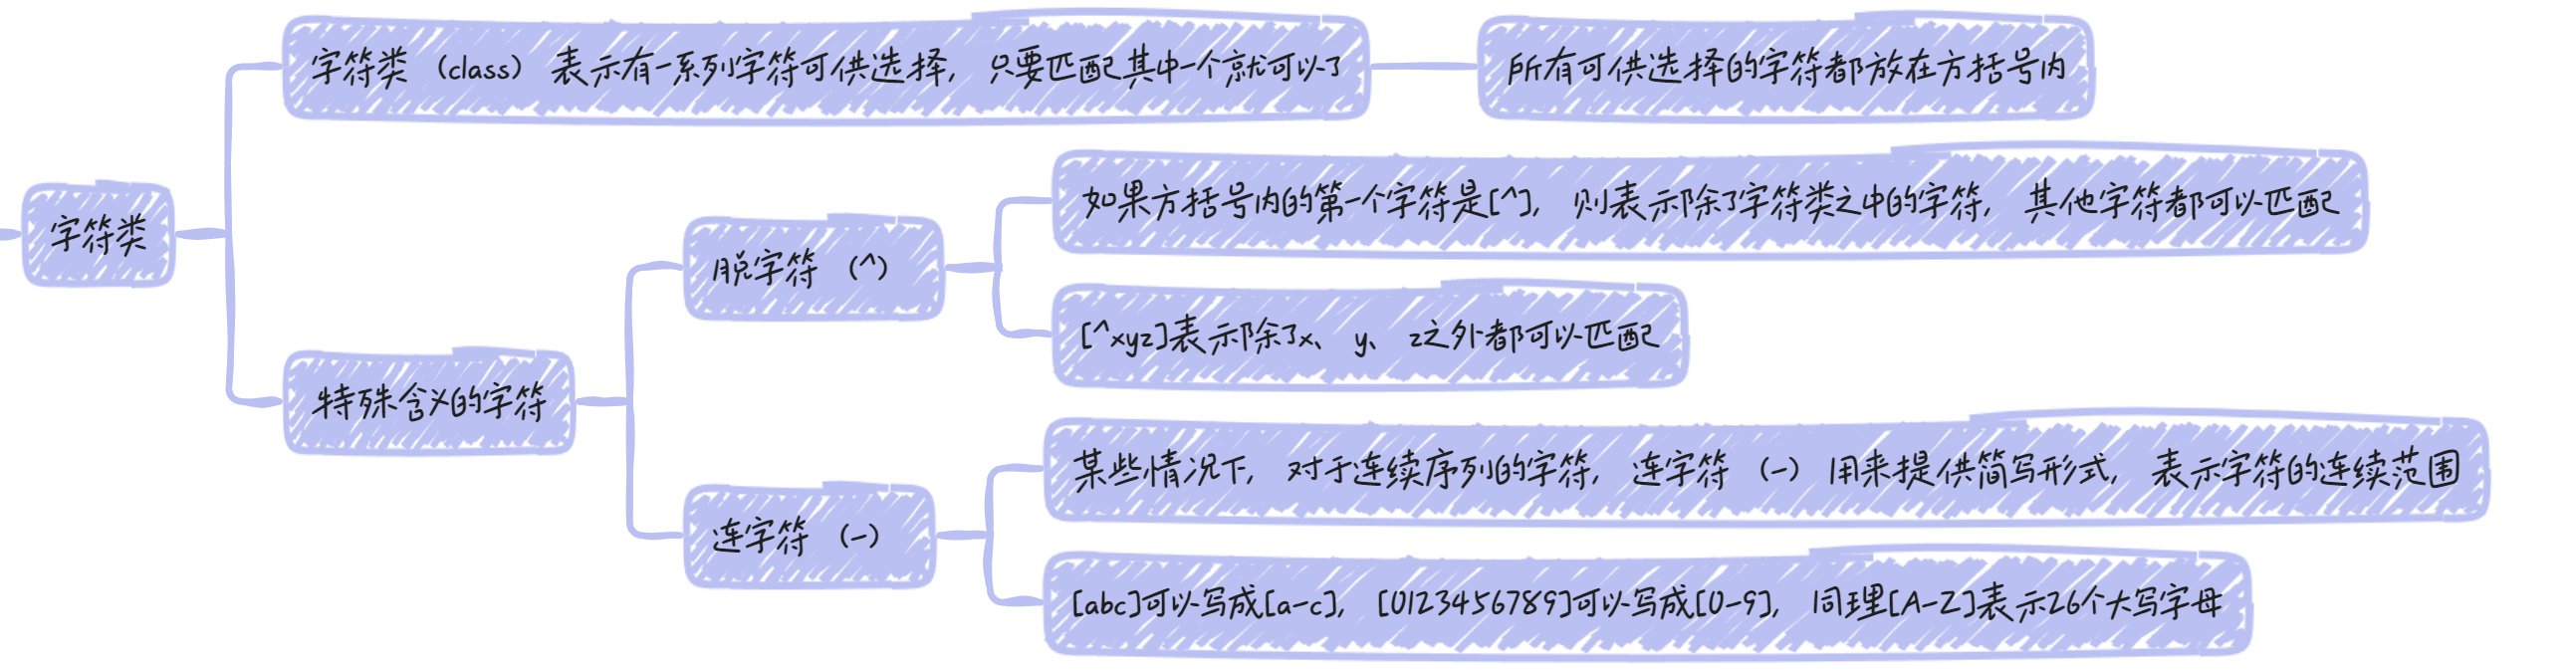 字符类
字符类（class）表示有一系列字符可供选择，只要匹配其中一个就可以了
所有可供选择的字符都放在方括号内
特殊含义的字符
脱字符（^）
如果方括号内的第一个字符是[^]，则表示除了字符类之中的字符，其他字符都可以匹配
[^xyz]表示除了x、y、z之外都可以匹配
连字符（-）
某些情况下，对于连续序列的字符，连字符（-）用来提供简写形式，表示字符的连续范围
[abc]可以写成[a-c]，[0123456789]可以写成[0-9]，同理[A-Z]表示26个大写字母